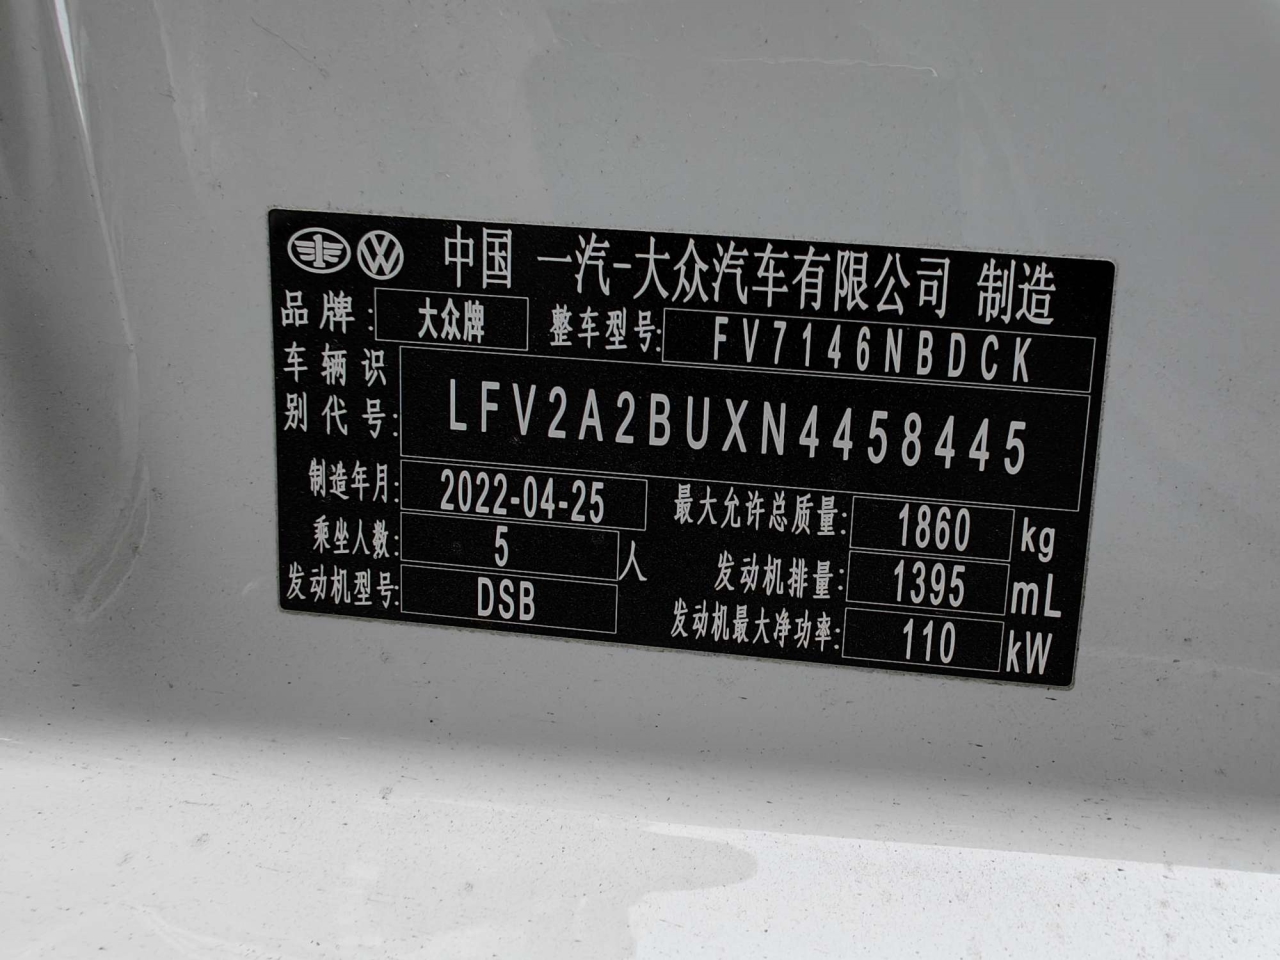 中国 一汽-大众汽车有限公司 制造
品牌: 大众牌 整车型号: FV7146NBDCK
车辆识别代号: LFV2A2BUXN4458445
制造年月: 2022-04-25 最大允许总质量: 1860 kg
乘坐人数: 5 人 发动机排量: 1395 mL
发动机型号: DSB 发动机最大净功率: 110 kW